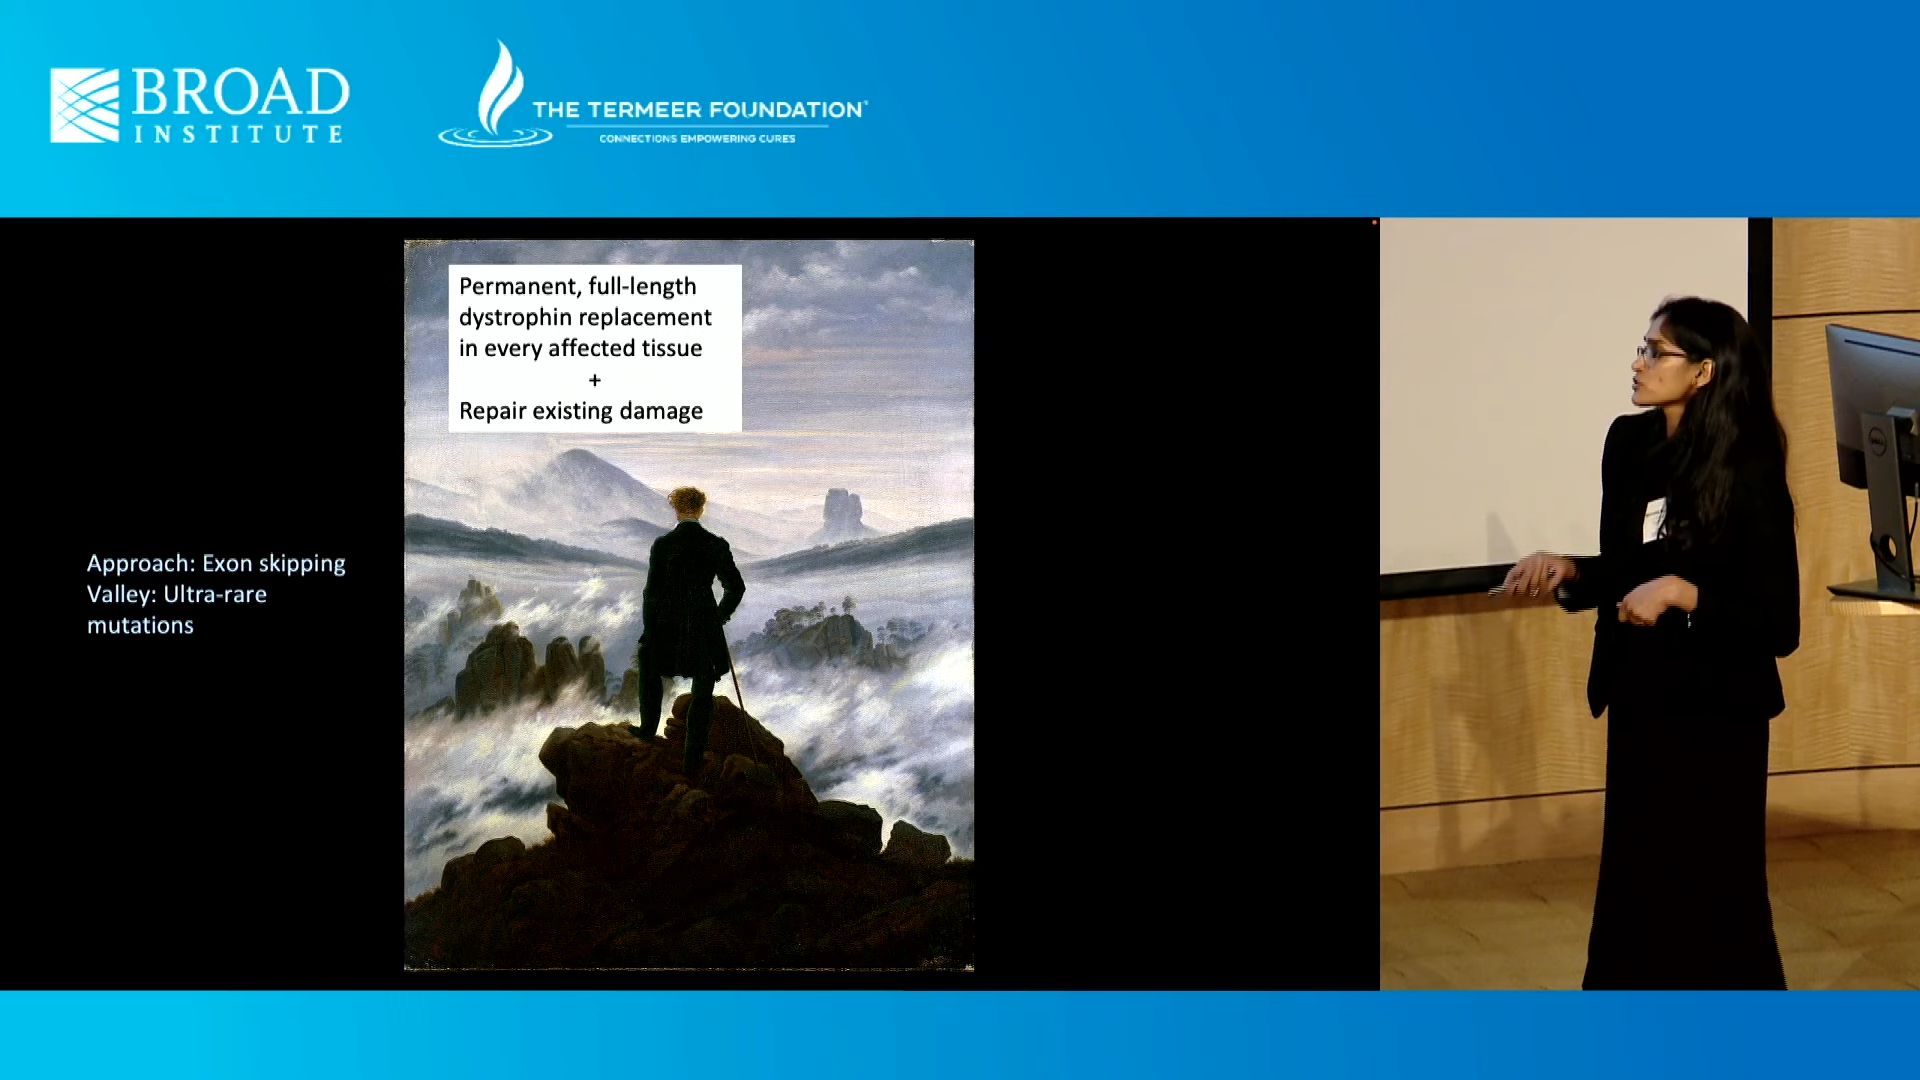 BROAD
INSTITUTE
THE TERMEER FOUNDATION
CONNECTIONS EMPOWERING CURES
Permanent, full-length
dystrophin replacement
in every affected tissue
+
Repair existing damage
Approach: Exon skipping
Valley: Ultra-rare
mutations
DELL